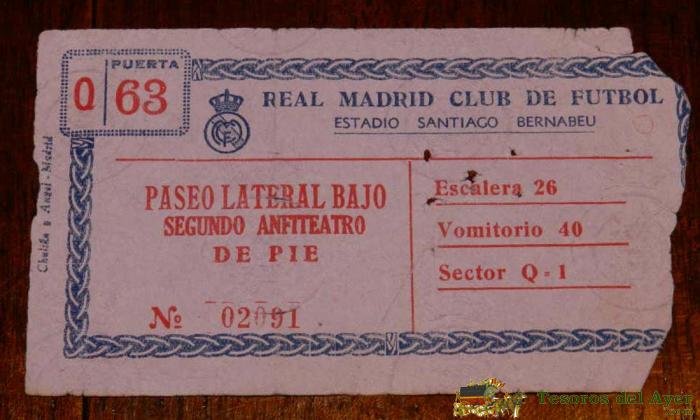 PUERTA
Q 63
REAL MADRID CLUB DE FUTBOL
ESTADIO SANTIAGO BERNABEU
PASEO LATERAL BAJO
SEGUNDO ANFITEATRO
DE PIE
Nº 02091
Escalera 26
Vomitorio 40
Sector Q-1
Madrid
Tesoros del Ayer